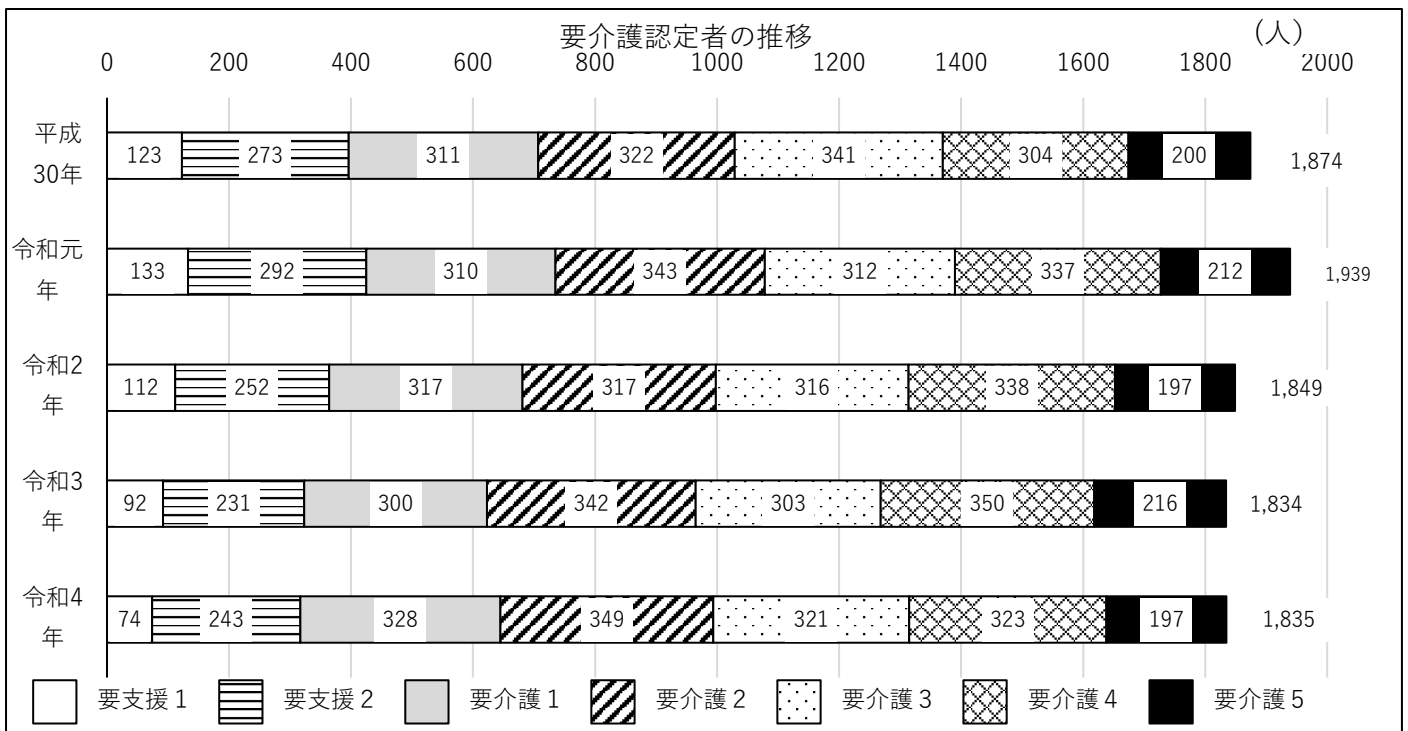 要介護認定者の推移
(人)
0 200 400 600 800 1000 1200 1400 1600 1800 2000
平成
30年
123 273 311 322 341 304 200 1,874
令和元
年
133 292 310 343 312 337 212 1,939
令和2
年
112 252 317 317 316 338 197 1,849
令和3
年
92 231 300 342 303 350 216 1,834
令和4
年
74 243 328 349 321 323 197 1,835
要支援1 要支援2 要介護1 要介護2 要介護3 要介護4 要介護5